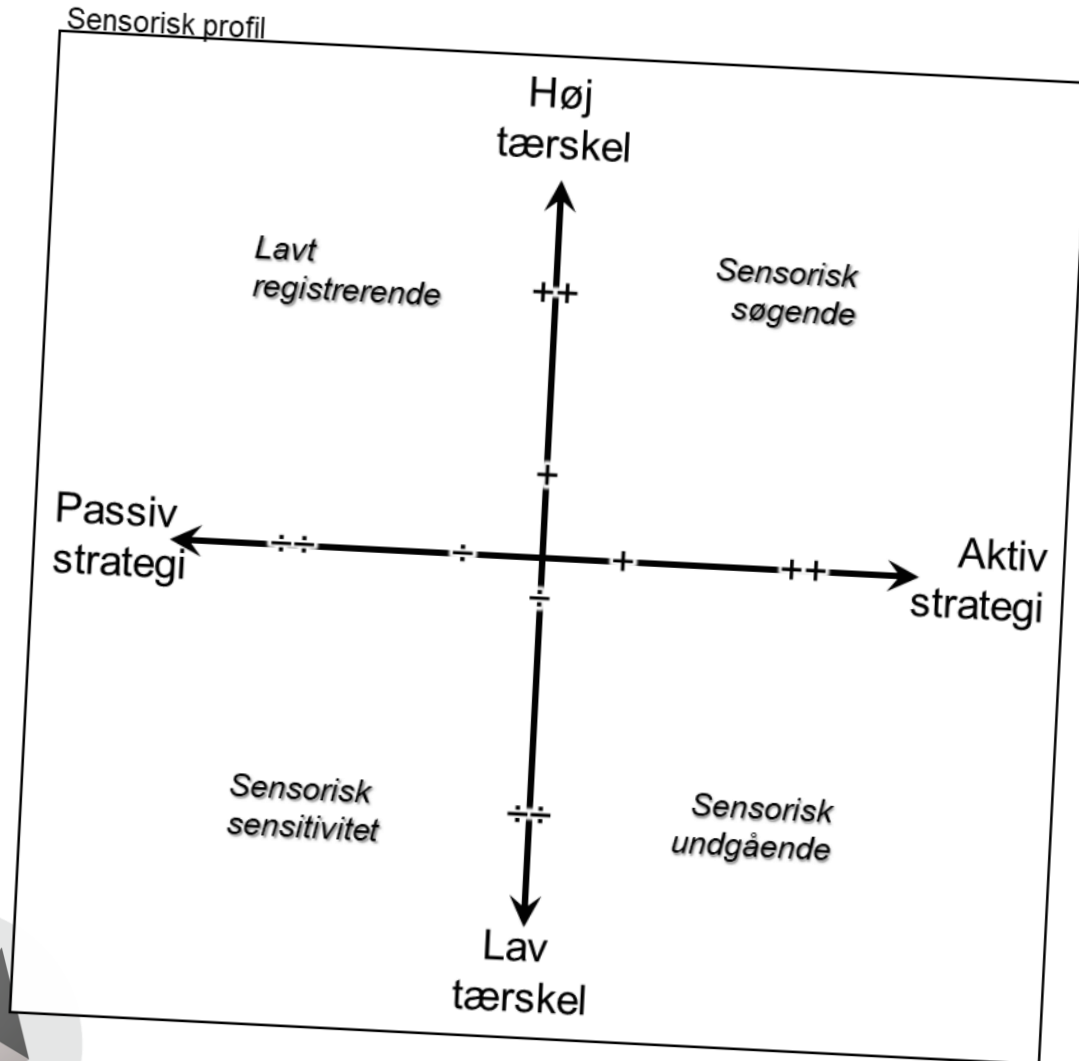 Sensorisk profil
Høj
tærskel
Lavt
registrerende
++
Sensorisk
søgende
+
Passiv
strategi
÷÷
÷
+
++
Aktiv
strategi
÷
Sensorisk
sensitivitet
÷÷
Sensorisk
undgående
Lav
tærskel